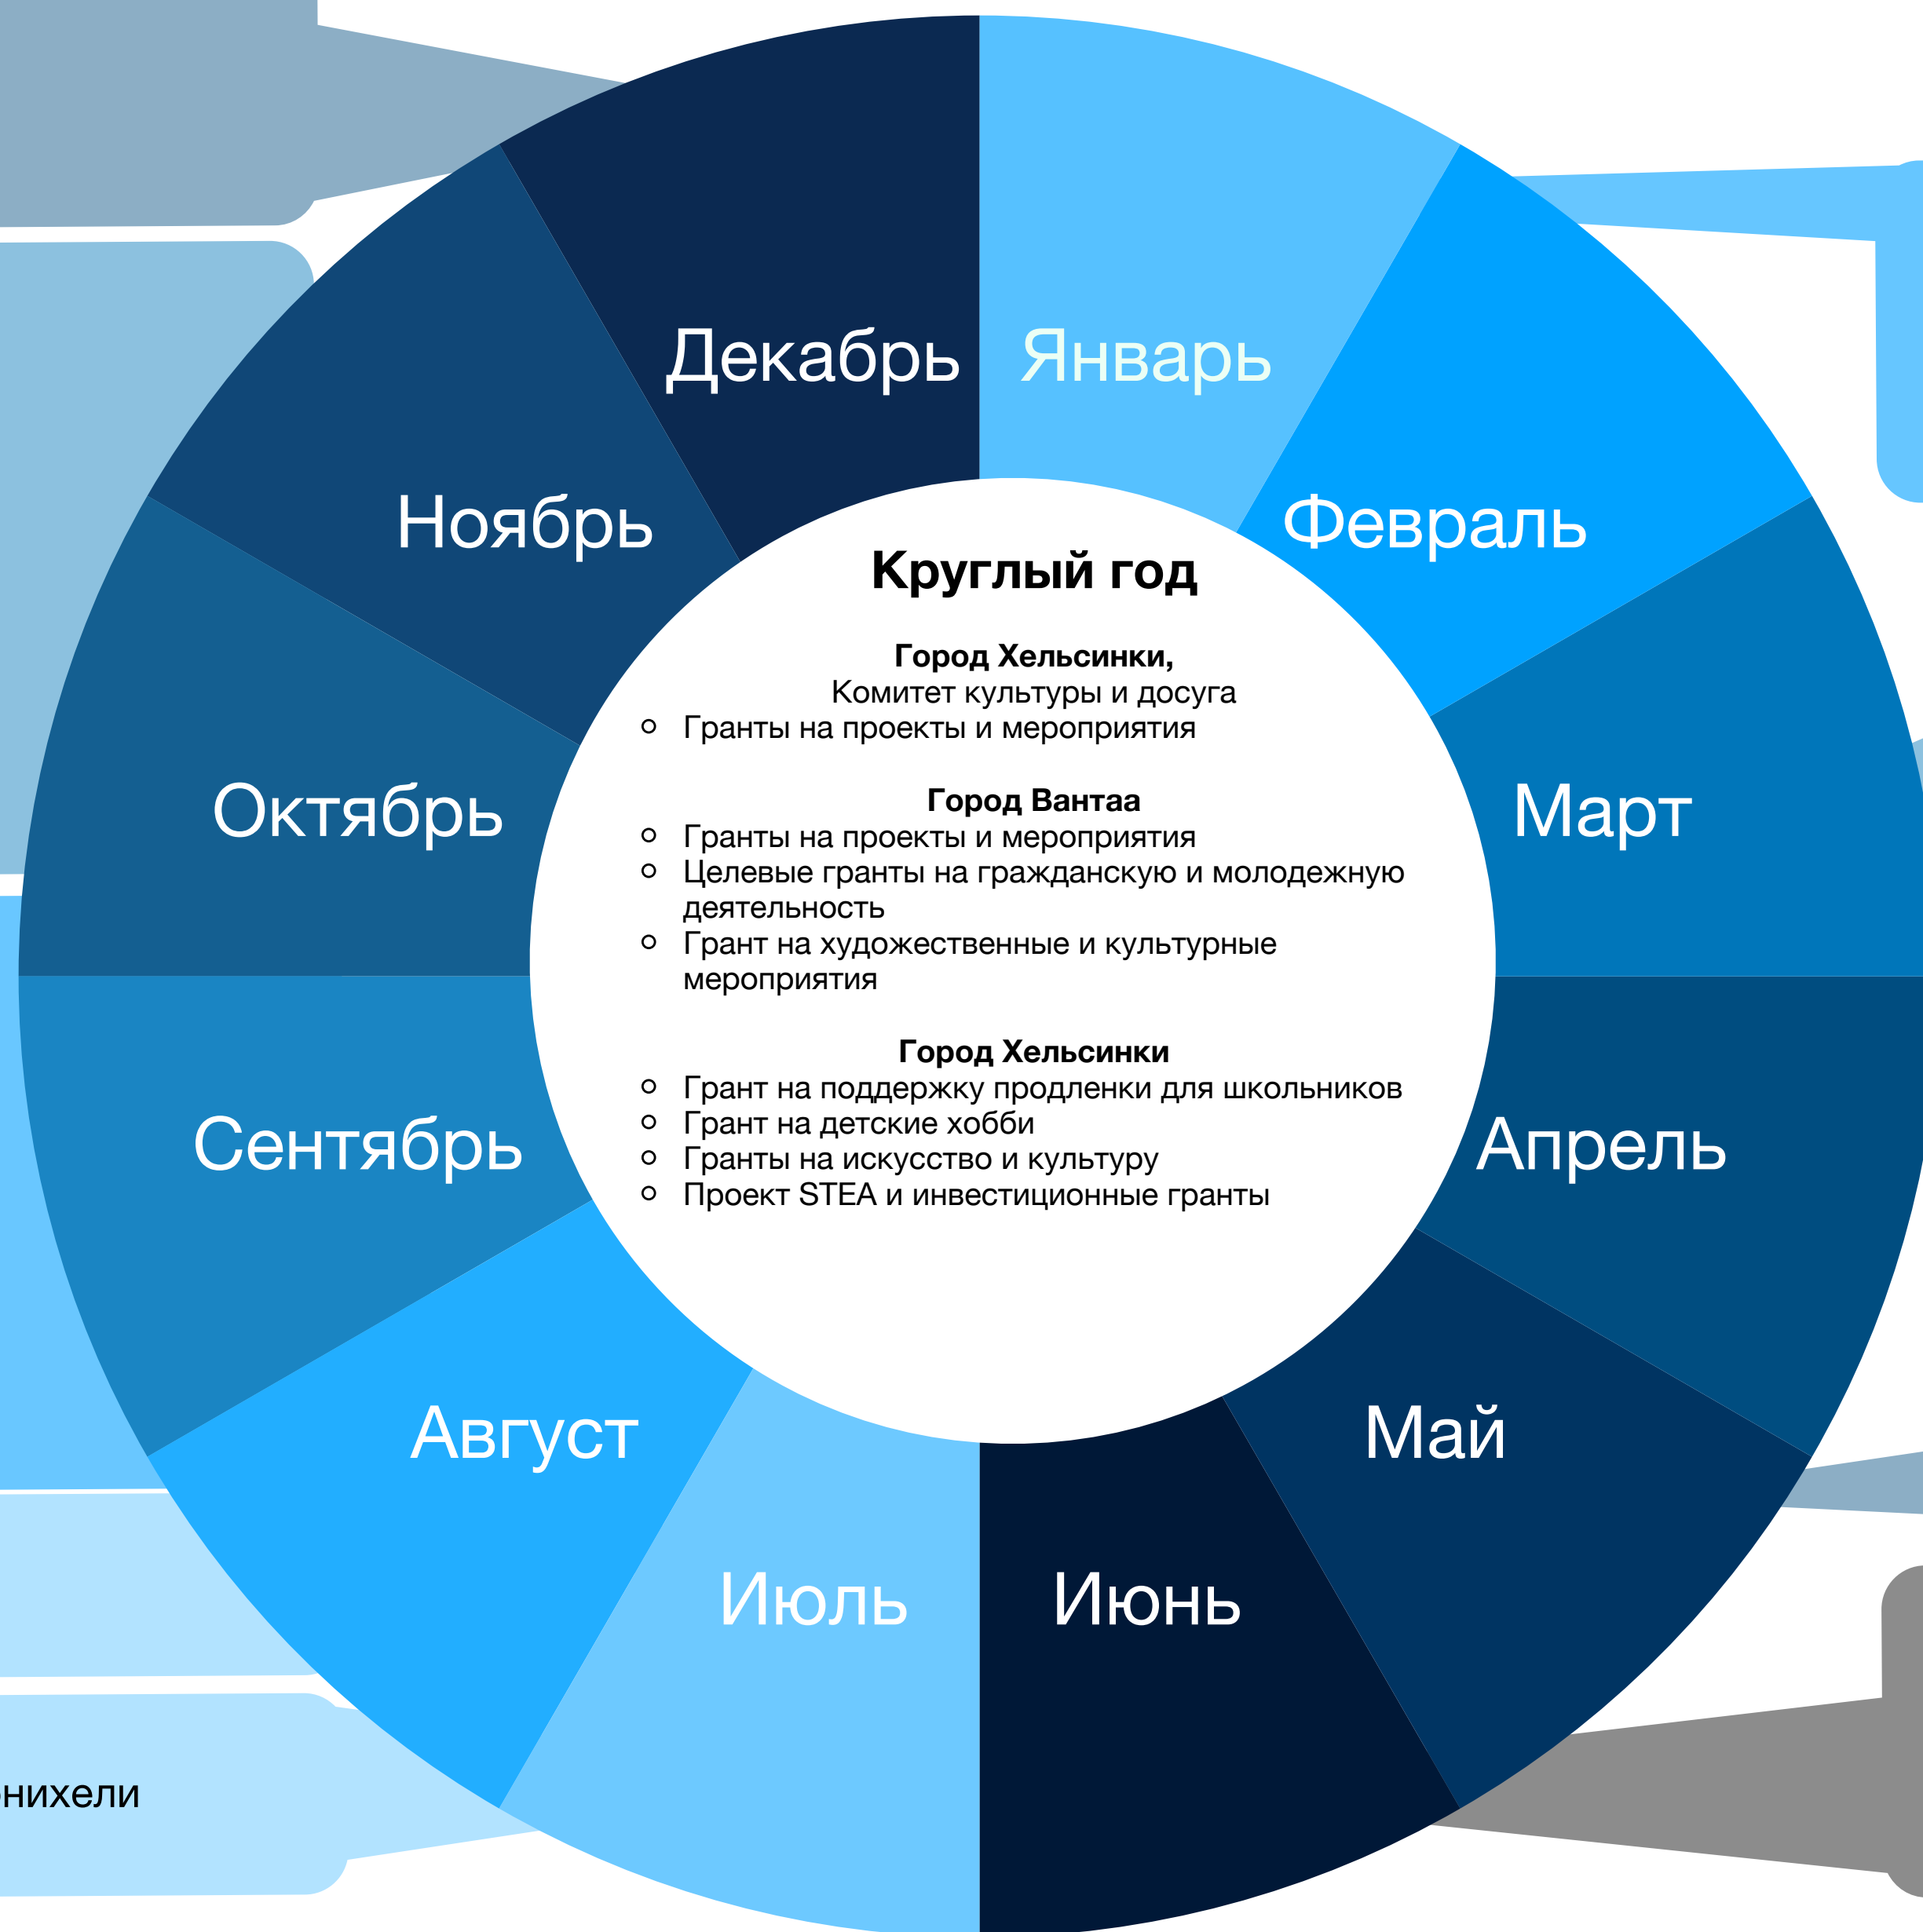 Декабрь
Январь
Ноябрь
Февраль
Круглый год
Город Хельсинки,
Комитет культуры и досуга
Гранты на проекты и мероприятия
Октябрь
Март
Город Вантаа
Гранты на проекты и мероприятия
Целевые гранты на гражданскую и молодежную
деятельность
Грант на художественные и культурные
мероприятия
Город Хельсинки
Грант на поддержку продленки для школьников
Грант на детские хобби
Гранты на искусство и культуру
Проект STEA и инвестиционные гранты
Сентябрь
Апрель
Август
Май
Июль
Июнь